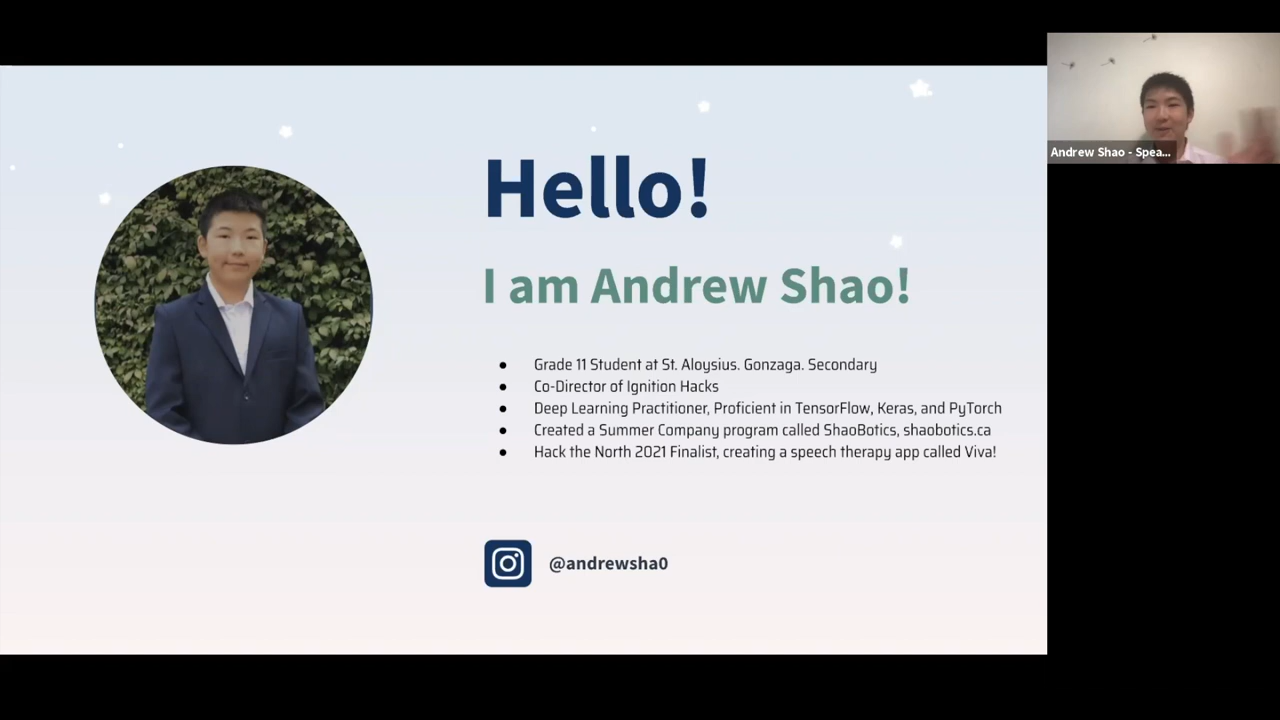 Hello!
I am Andrew Shao!
● Grade 11 Student at St. Aloysius. Gonzaga. Secondary
● Co-Director of Ignition Hacks
● Deep Learning Practitioner, Proficient in TensorFlow, Keras, and PyTorch
● Created a Summer Company program called ShaoBotics, shaobotics.ca
● Hack the North 2021 Finalist, creating a speech therapy app called Viva!
@andrewsha0
Andrew Shao - Spea...